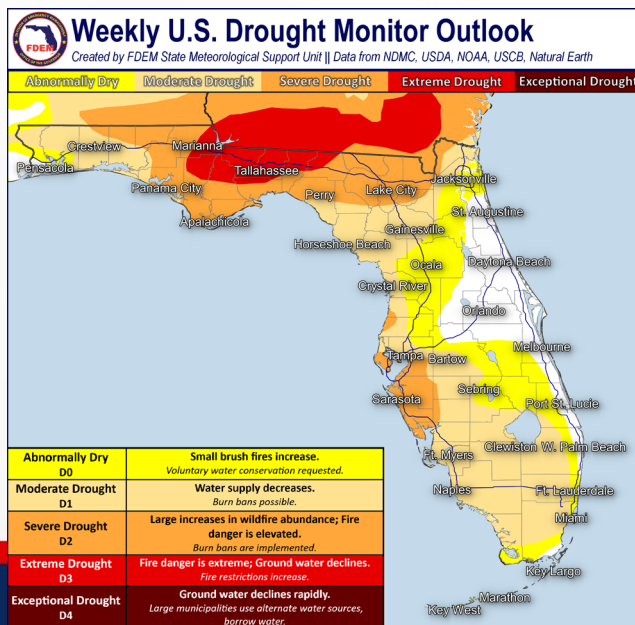 Weekly U.S. Drought Monitor Outlook
Created by FDEM State Meteorological Support Unit || Data from NDMC, USDA, NOAA, USCB, Natural Earth
FDEM
Abnormally Dry Moderate Drought Severe Drought Extreme Drought Exceptional Drought
Crestview
Marianna
Pensacola
Tallahassee
Jacksonville
Panama City
Perry
Lake City
St. Augustine
Apalachicola
Gainesville
Horseshoe Beach
Ocala
Daytona Beach
Crystal River
Orlando
Melbourne
Tampa
Bartow
Sebring
Sarasota
Port St. Lucie
Clewiston
W. Palm Beach
Ft. Myers
Naples
Ft. Lauderdale
Miami
Key Largo
Marathon
Key West
Abnormally Dry
D0
Small brush fires increase.
Voluntary water conservation requested.
Moderate Drought
D1
Water supply decreases.
Burn bans possible.
Severe Drought
D2
Large increases in wildfire abundance; Fire
danger is elevated.
Burn bans are implemented.
Extreme Drought
D3
Fire danger is extreme; Ground water declines.
Fire restrictions increase.
Exceptional Drought
D4
Ground water declines rapidly.
Large municipalities use alternate water sources,
borrow water.